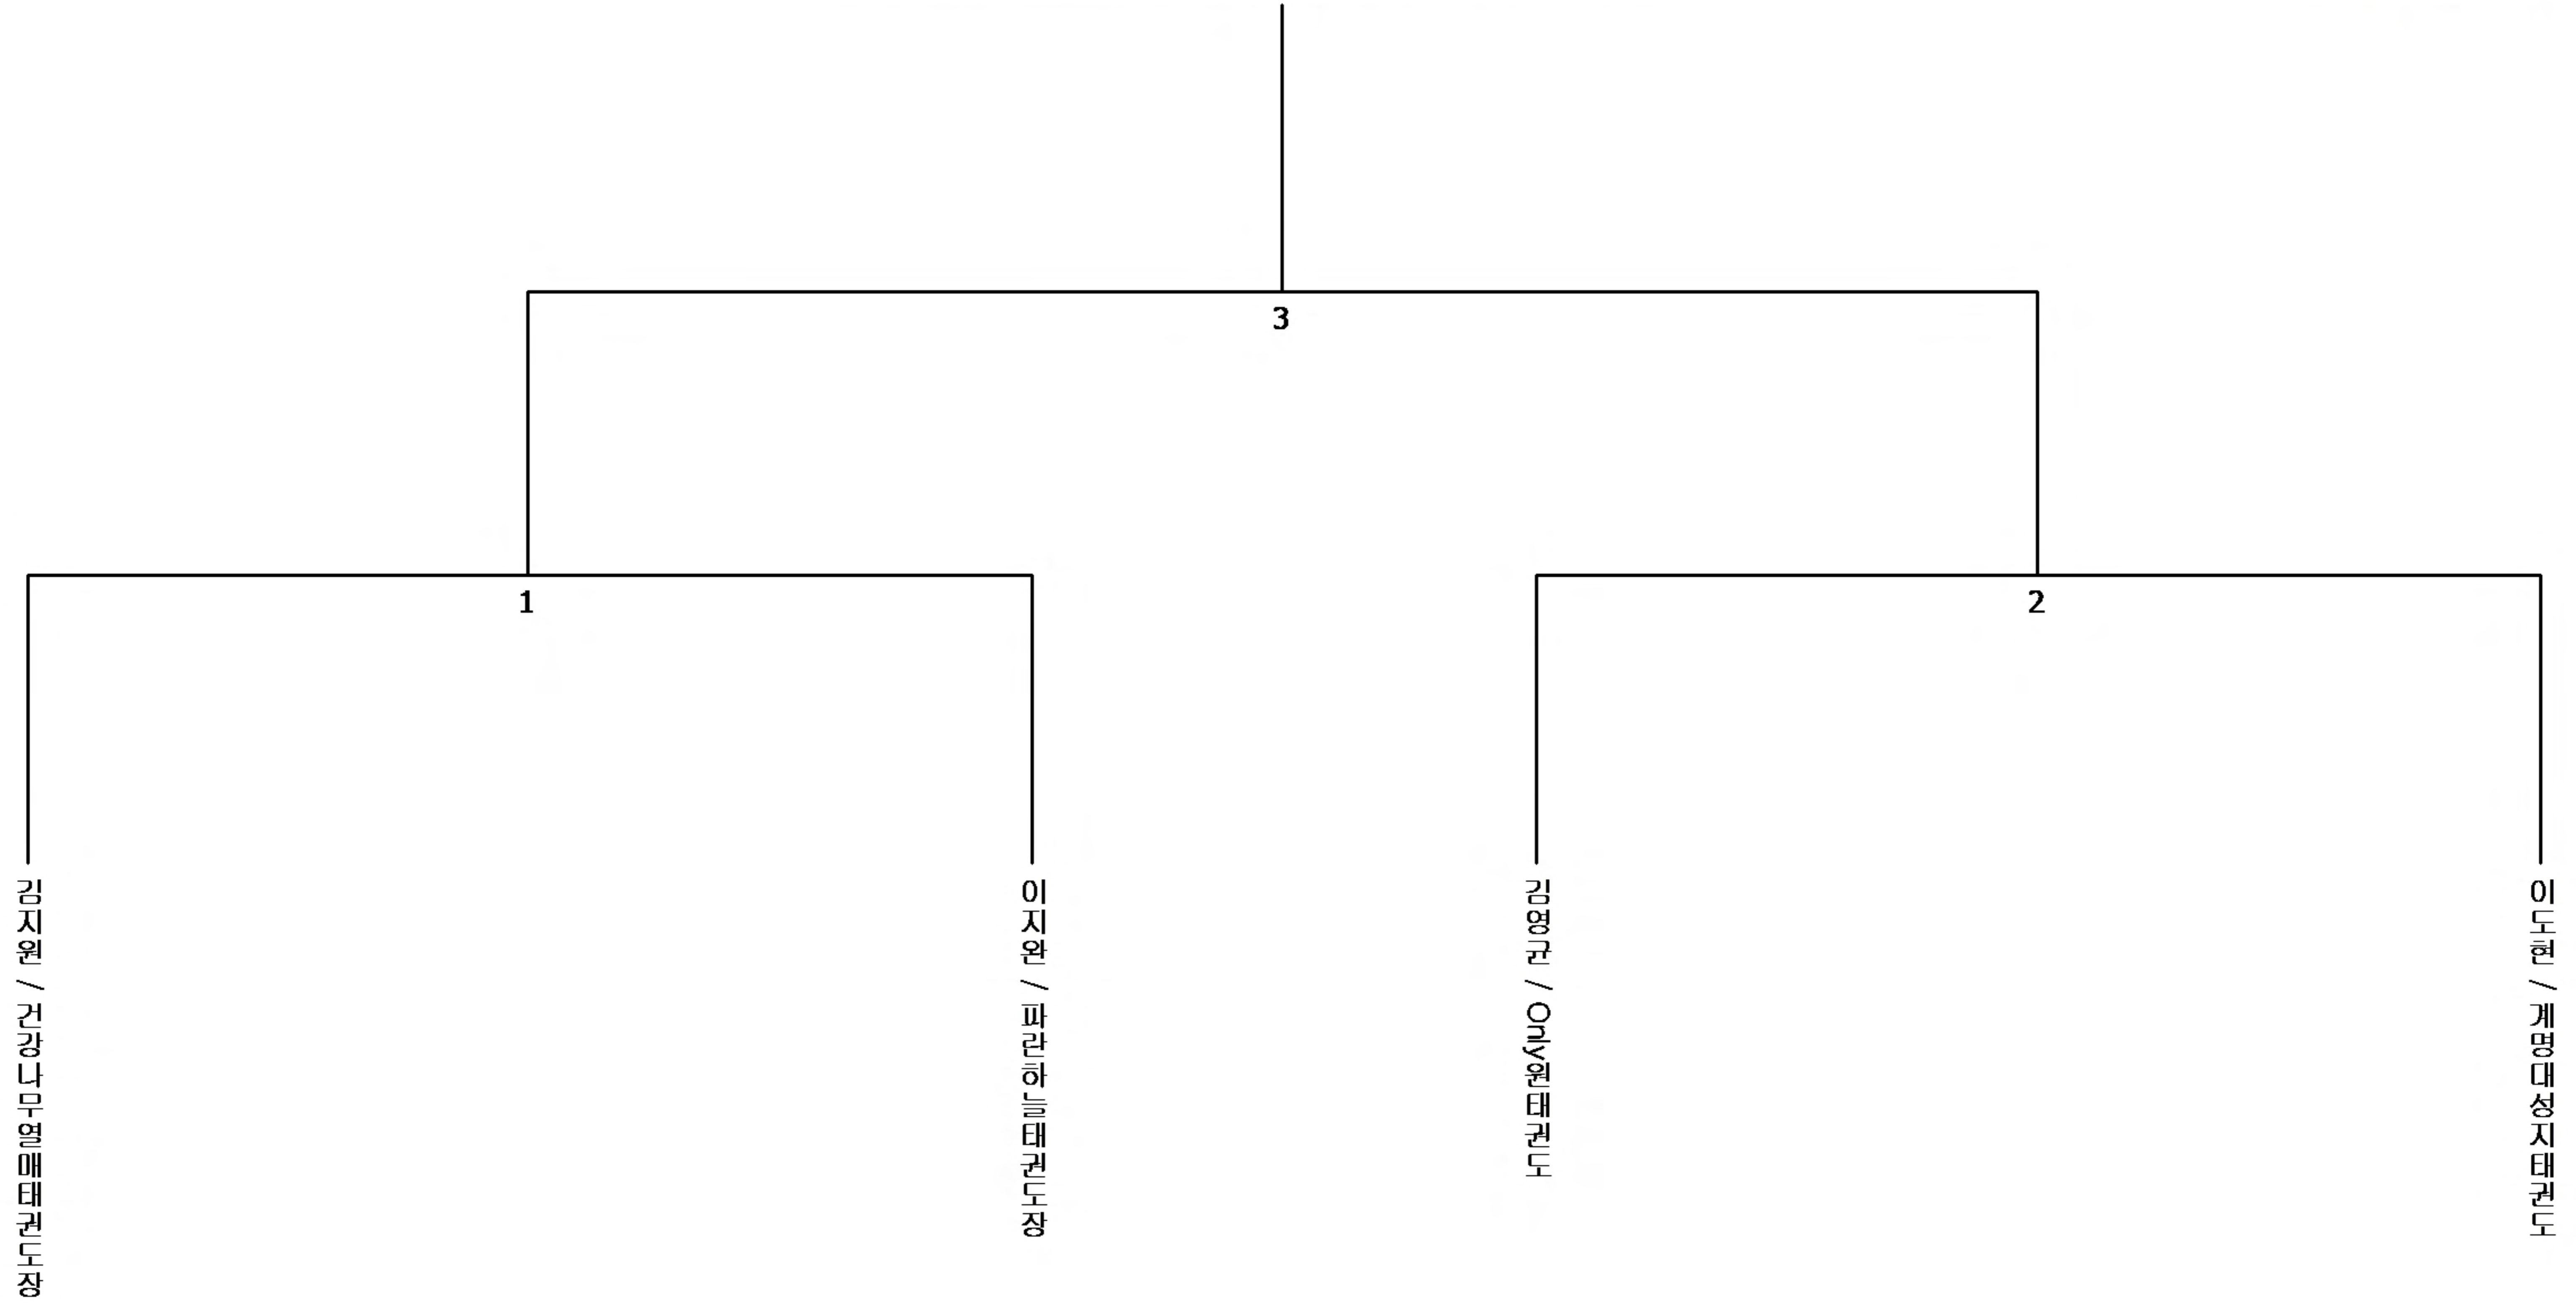 3
1
2
김지원 / 건강나무열매태권도장
이지완 / 파란하늘태권도장
김영균 / Only원태권도
이도현 / 계명대성지태권도